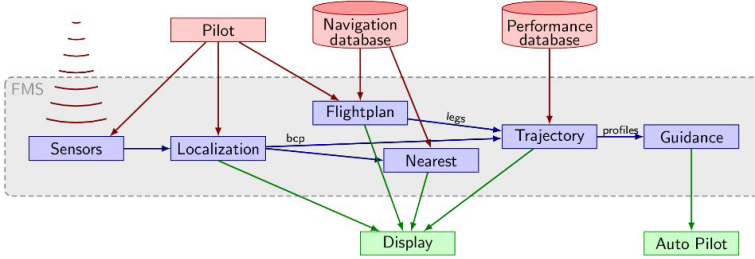 Pilot
Navigation
database
Performance
database
FMS
Flightplan
legs
Sensors
Localization
bcp
Nearest
Trajectory
profiles
Guidance
Display
Auto Pilot